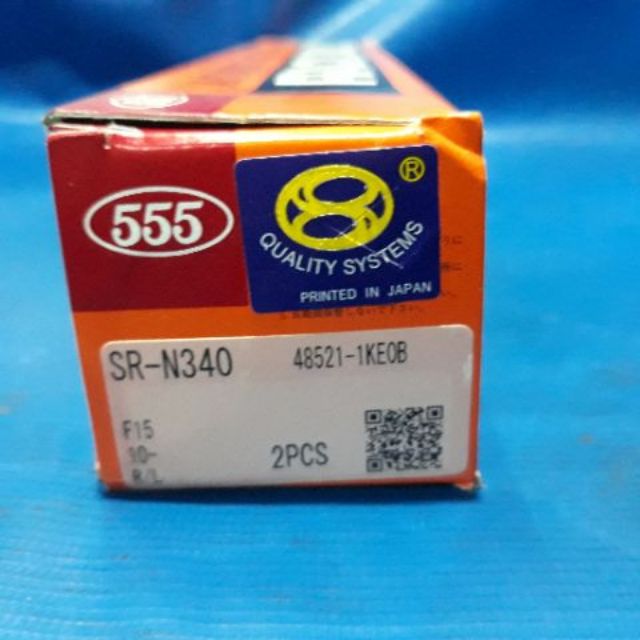 555
®
QUALITY SYSTEMS
PRINTED IN JAPAN
SR-N340
48521-1KE0B
F15
10-
R/L
2PCS